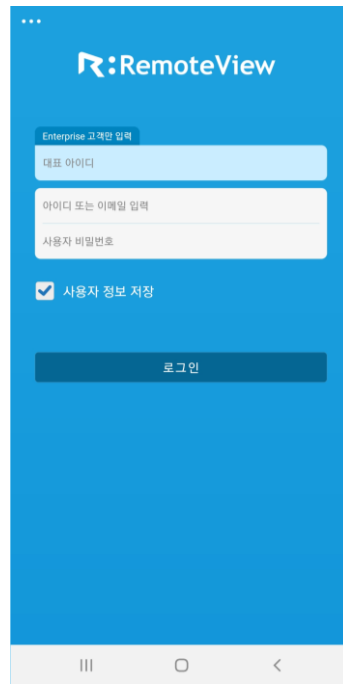 R:RemoteView
Enterprise 고객만 입력
대표 아이디
아이디 또는 이메일 입력
사용자 비밀번호
사용자 정보 저장
로그인